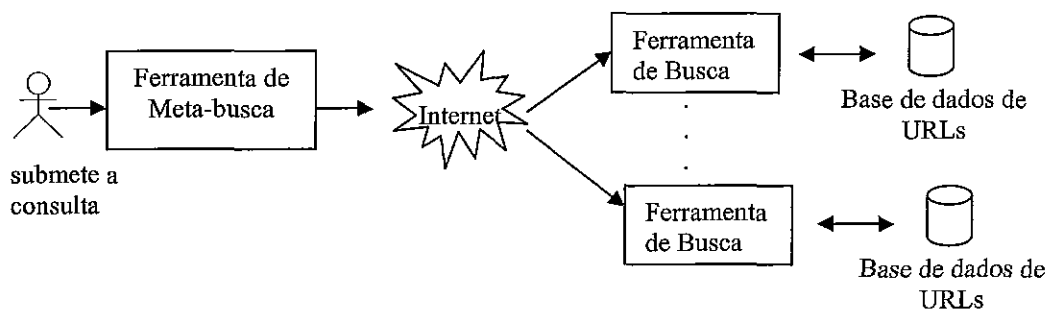 Ferramenta de
Meta-busca
submete a
consulta
Internet
Ferramenta
de Busca
Base de dados de
URLs
Ferramenta
de Busca
Base de dados de
URLs